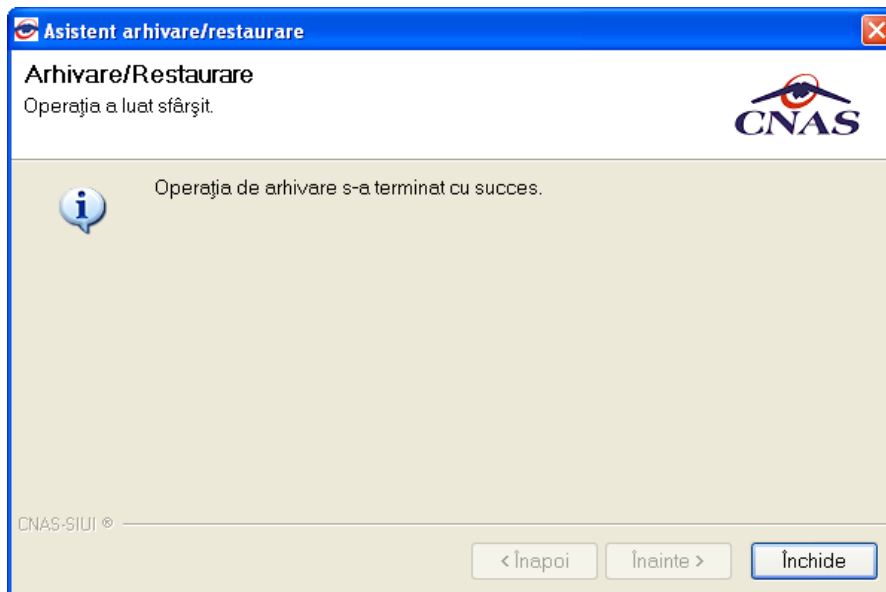 Asistent arhivare/restaurare
Arhivare/Restaurare
Operaţia a luat sfârşit.
CNAS
Operaţia de arhivare s-a terminat cu succes.
CNAS-SIUI ®
< Înapoi
Înainte >
Închide